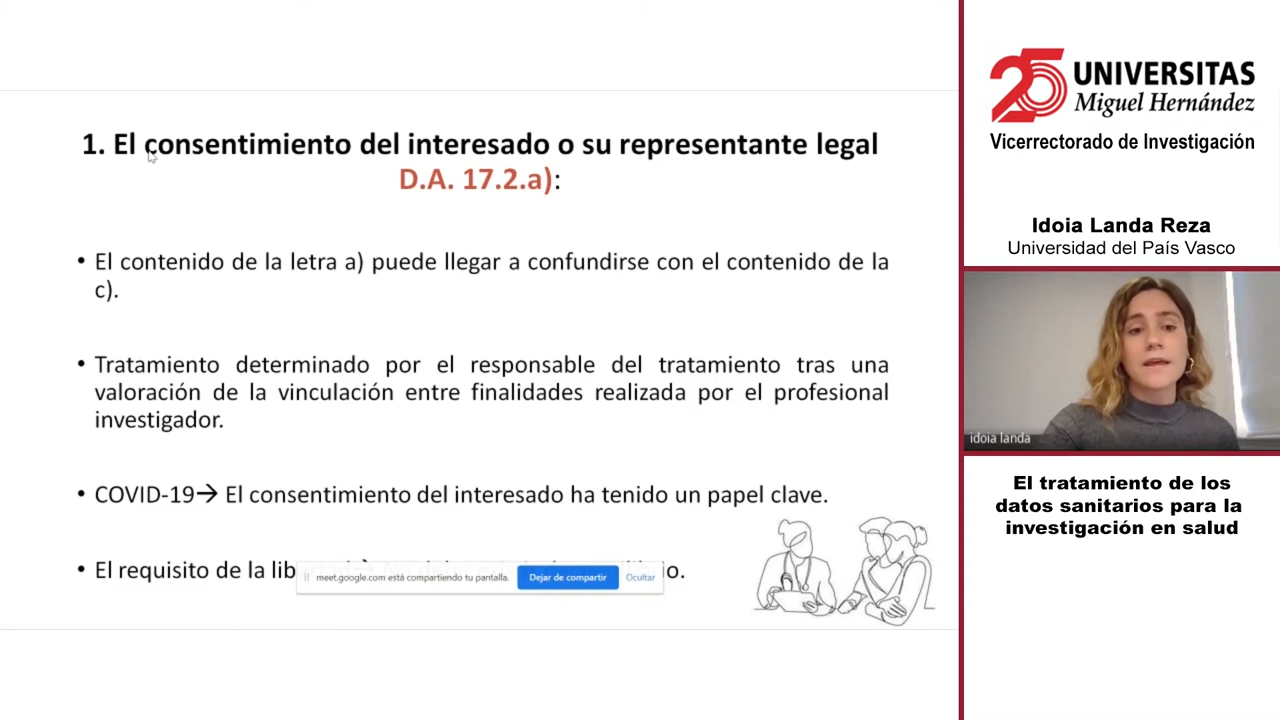 1. El consentimiento del interesado o su representante legal
D.A. 17.2.a):
• El contenido de la letra a) puede llegar a confundirse con el contenido de la
c).
• Tratamiento determinado por el responsable del tratamiento tras una
valoración de la vinculación entre finalidades realizada por el profesional
investigador.
• COVID-19→ El consentimiento del interesado ha tenido un papel clave.
• El requisito de la
meet.google.com está compartiendo tu pantalla.
Dejar de compartir
Ocultar
25 UNIVERSITAS
Miguel Hernández
Vicerrectorado de Investigación
Idoia Landa Reza
Universidad del País Vasco
idoia landa
El tratamiento de los
datos sanitarios para la
investigación en salud